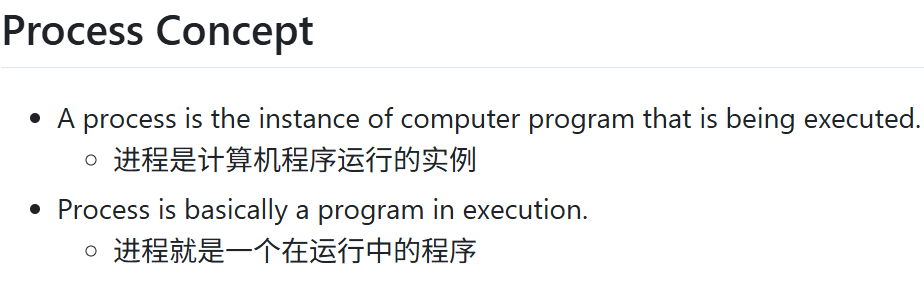 Process Concept
A process is the instance of computer program that is being executed.
进程是计算机程序运行的实例
Process is basically a program in execution.
进程就是一个在运行中的程序